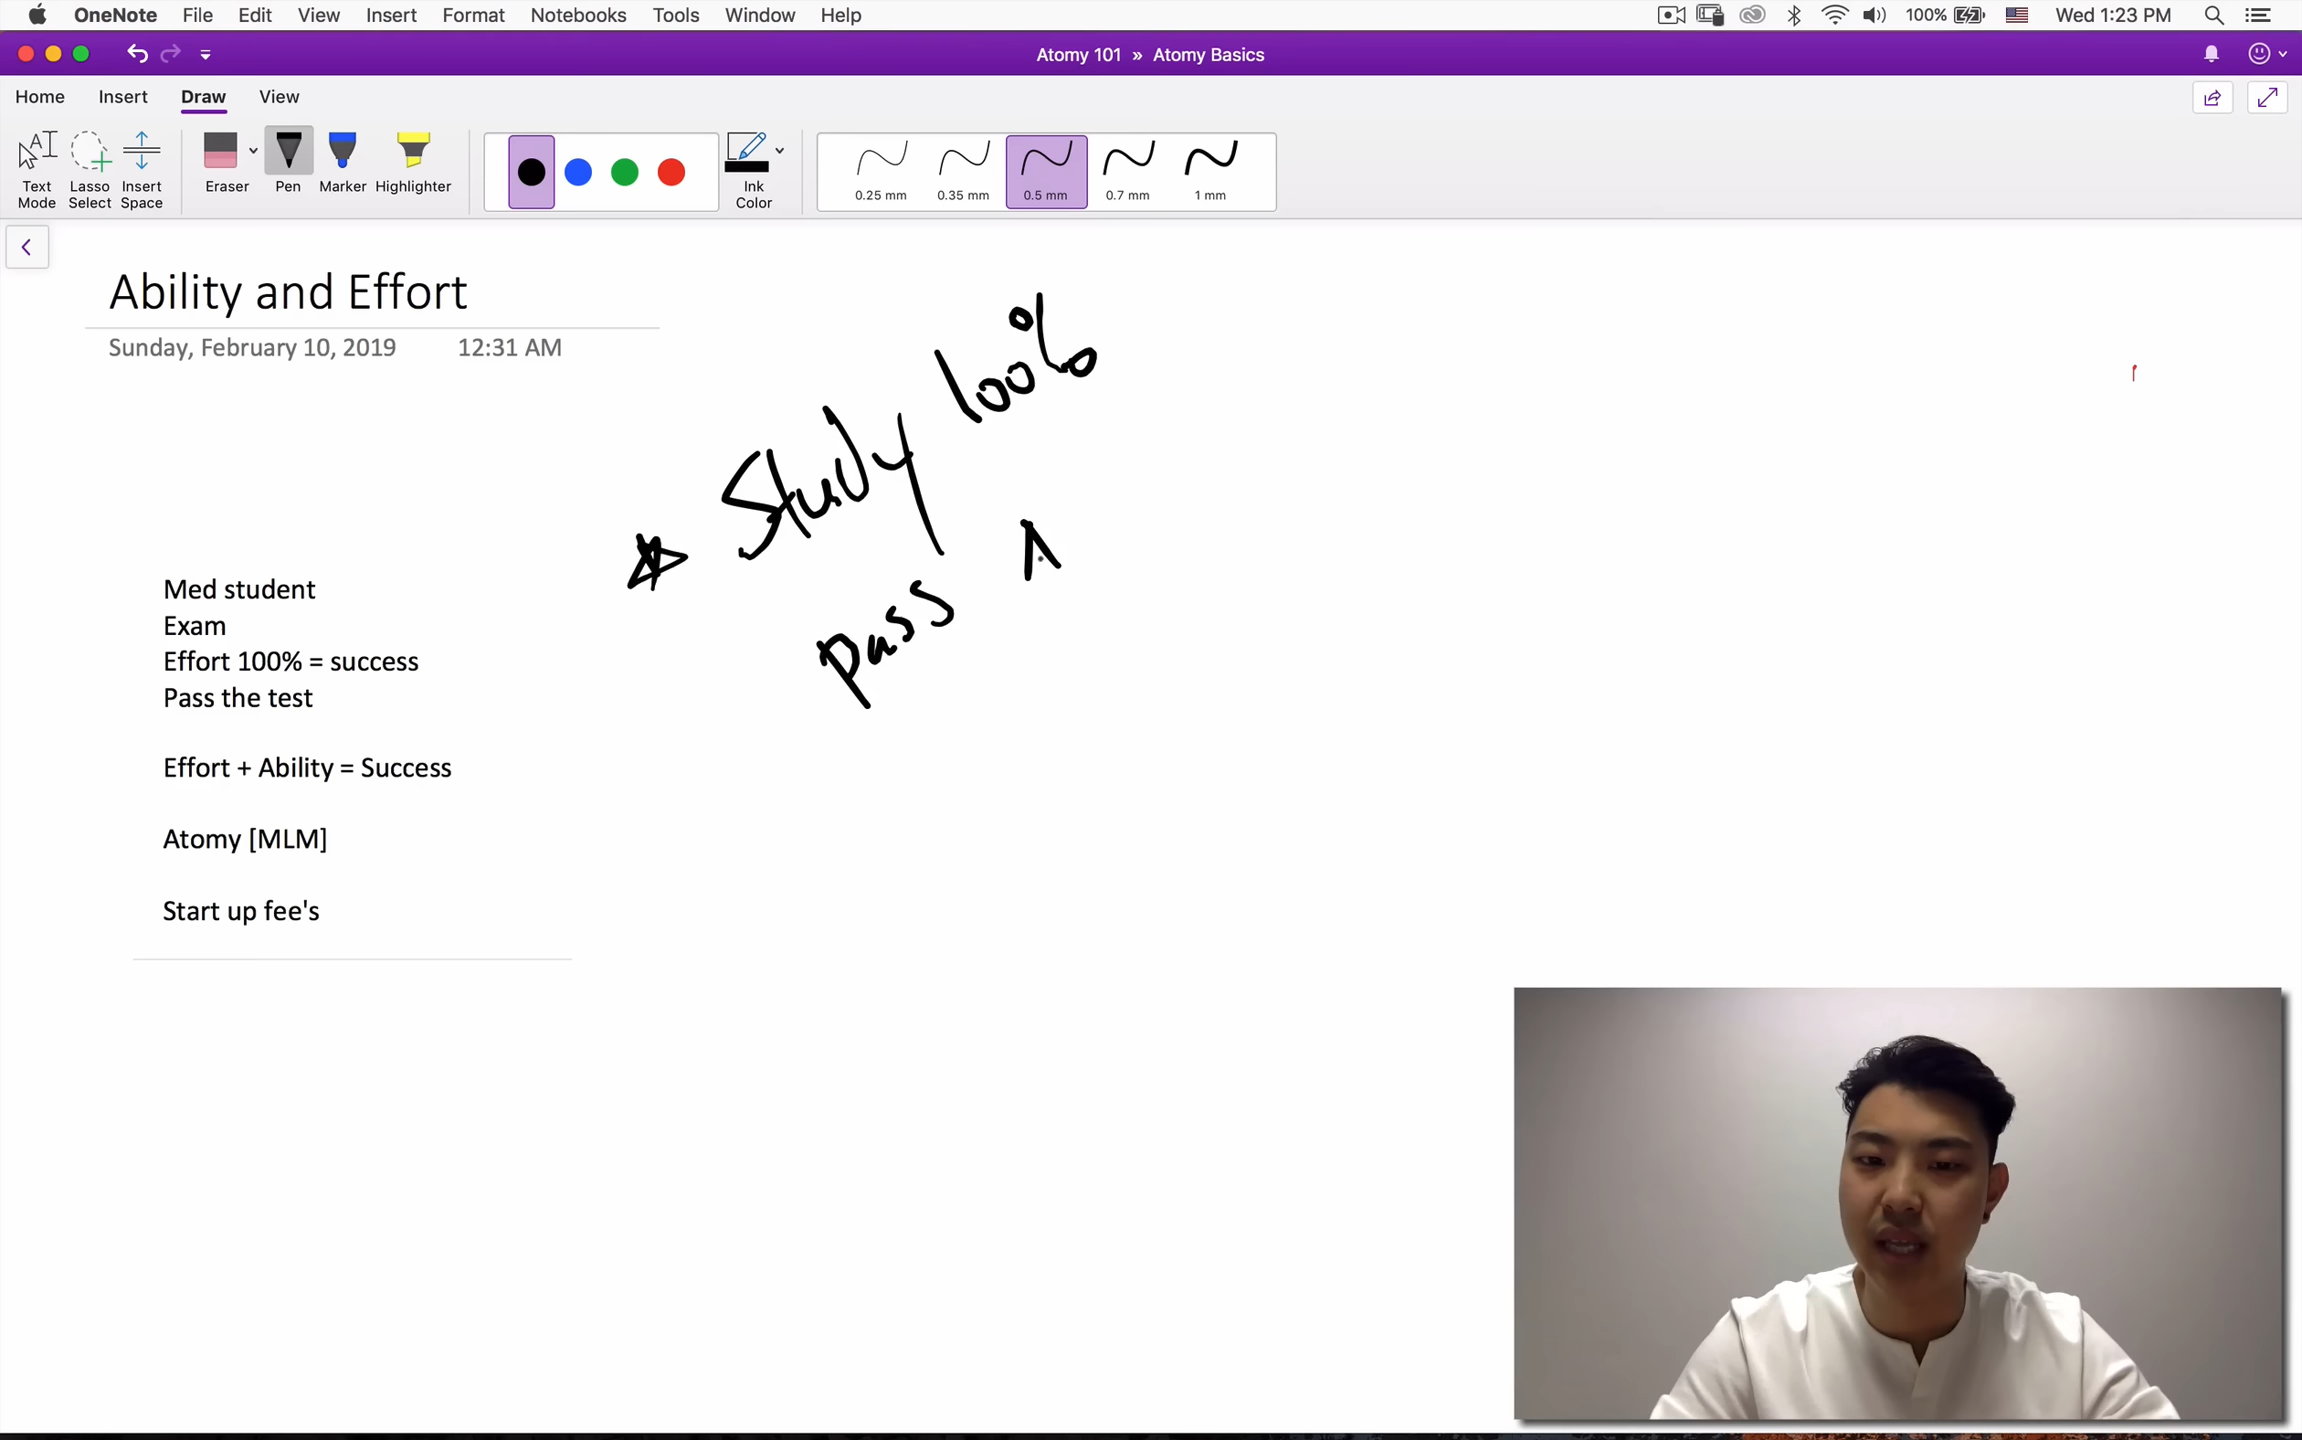 OneNote File Edit View Insert Format Notebooks Tools Window Help 100% Wed 1:23 PM
Atomy 101 » Atomy Basics
Home Insert Draw View
Text Mode
Lasso Select
Insert Space
Eraser
Pen
Marker
Highlighter
Ink Color
0.25 mm
0.35 mm
0.5 mm
0.7 mm
1 mm
Ability and Effort
Sunday, February 10, 2019 12:31 AM
Study 100%
pass
Med student
Exam
Effort 100% = success
Pass the test
Effort + Ability = Success
Atomy [MLM]
Start up fee's